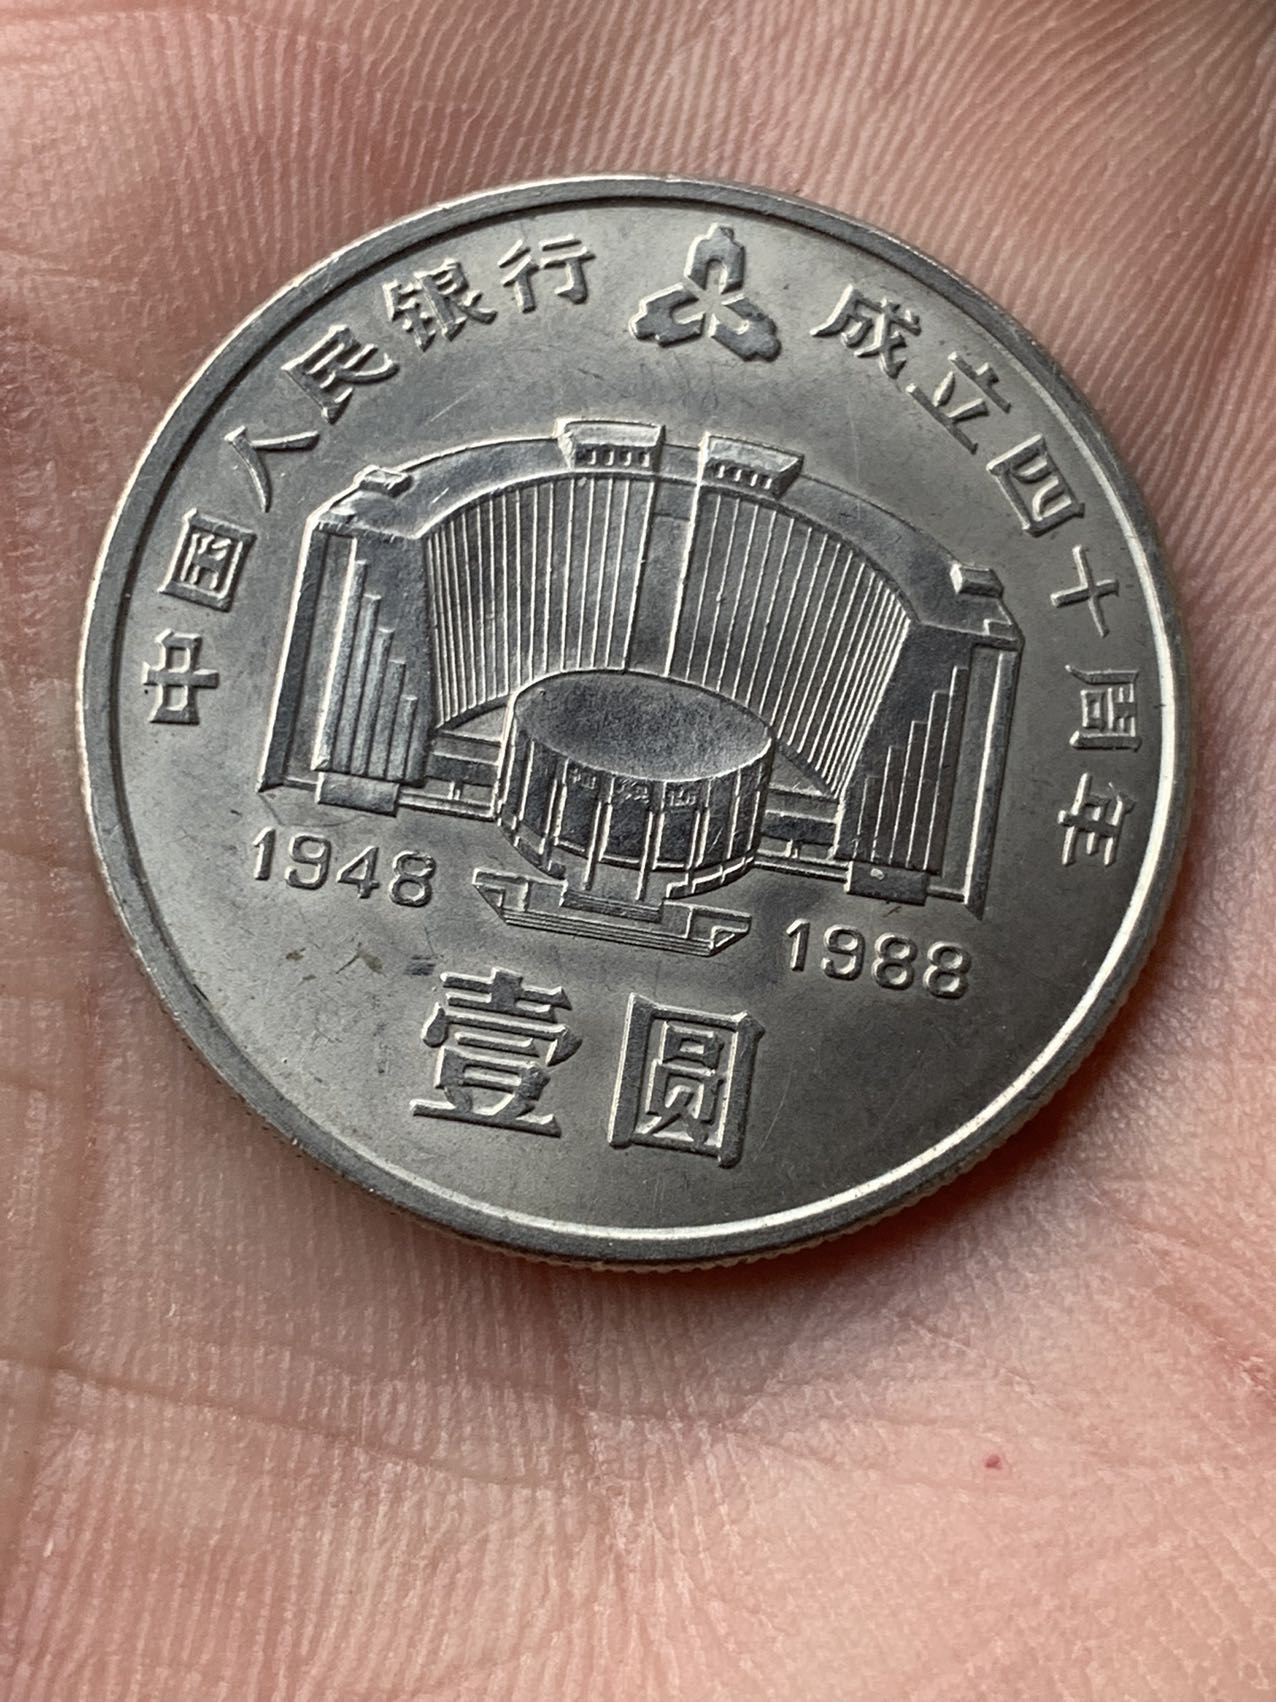 中国人民银行 成立四十周年
1948 1988
壹圆